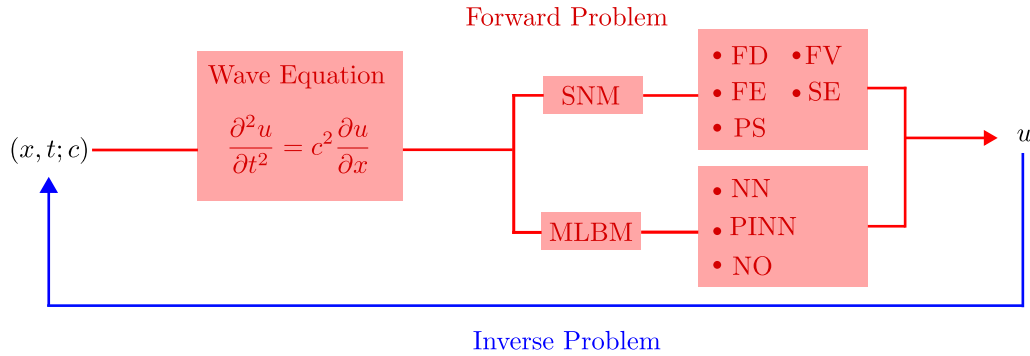 Forward Problem
Wave Equation
∂²u/∂t² = c² ∂u/∂x
(x, t; c)
SNM
• FD • FV
• FE • SE
• PS
u
MLBM
• NN
• PINN
• NO
Inverse Problem